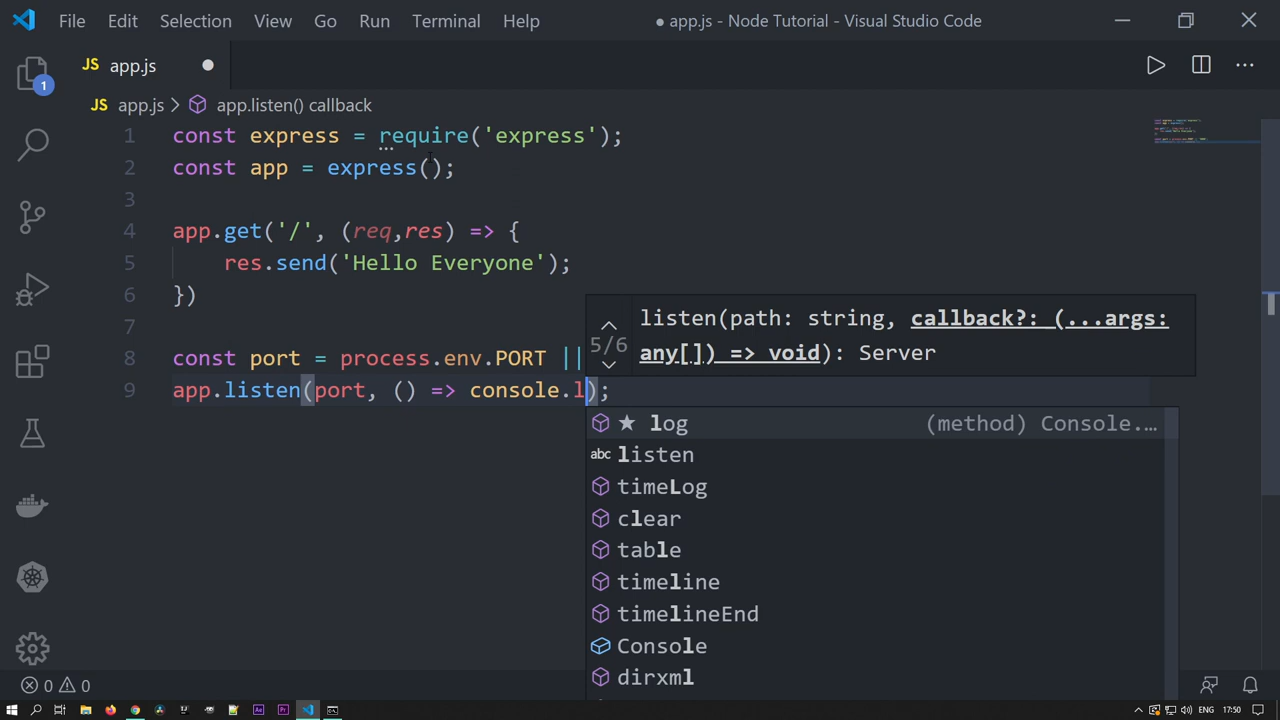 File Edit Selection View Go Run Terminal Help
● app.js - Node Tutorial - Visual Studio Code
JS app.js ●
1
JS app.js > app.listen() callback
1 const express = require('express');
2 const app = express();
3
4 app.get('/', (req,res) => {
5 res.send('Hello Everyone');
6 })
7
8 const port = process.env.PORT ||
9 app.listen(port, () => console.l);
5/6
listen(path: string, callback?: (...args:
any[]) => void): Server
★ log (method) Console.…
abc listen
timeLog
clear
table
timeline
timelineEnd
Console
dirxml
0 0
ENG 17:50